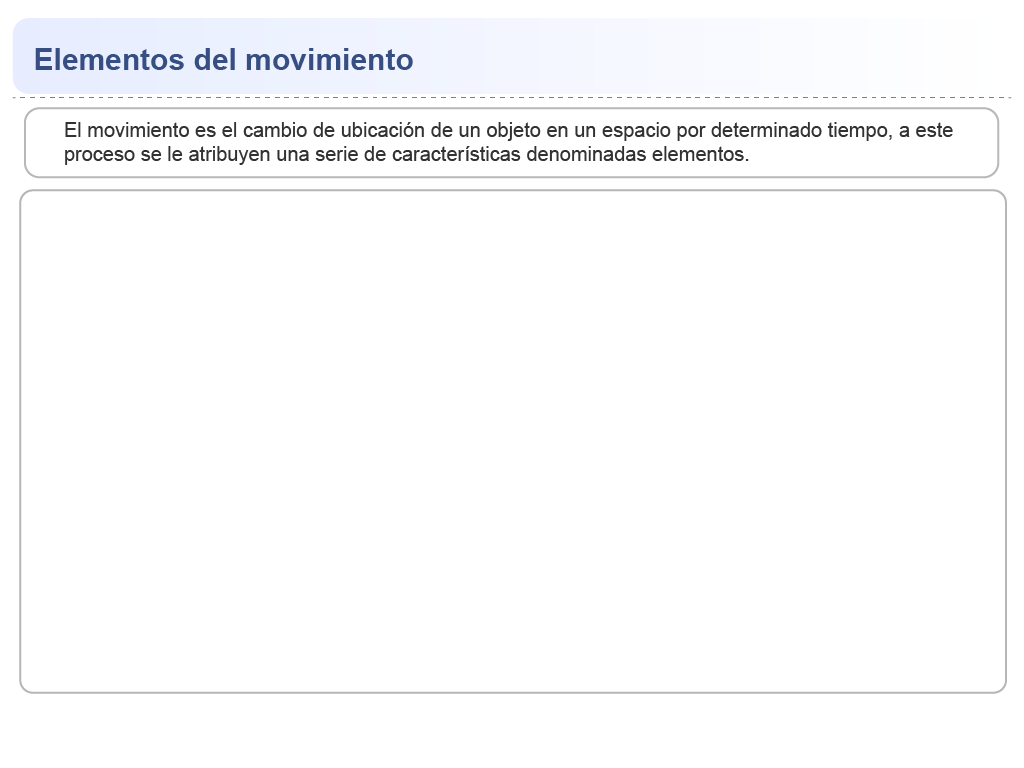 Elementos del movimiento
El movimiento es el cambio de ubicación de un objeto en un espacio por determinado tiempo, a este
proceso se le atribuyen una serie de características denominadas elementos.